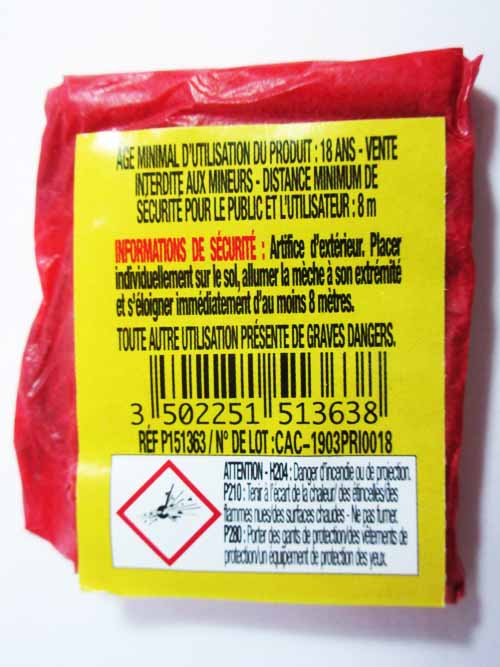 AGE MINIMAL D'UTILISATION DU PRODUIT : 18 ANS - VENTE
INTERDITE AUX MINEURS - DISTANCE MINIMUM DE
SECURITE POUR LE PUBLIC ET L'UTILISATEUR : 8 m
INFORMATIONS DE SÉCURITÉ : Artifice d'extérieur. Placer
individuellement sur le sol, allumer la mèche à son extrémité
et s'éloigner immédiatement d'au moins 8 mètres.
TOUTE AUTRE UTILISATION PRÉSENTE DE GRAVES DANGERS.
3 502251 513638
RÉF P151363 / N° DE LOT :CAC-1903PRI0018
ATTENTION - H204 : Danger d'incendie ou de projection.
P210 : Tenir à l'écart de la chaleur/ des étincelles/des
flammes nues/des surfaces chaudes - Ne pas fumer.
P280 : Porter des gants de protection/des vêtements de
protection/un équipement de protection des yeux.